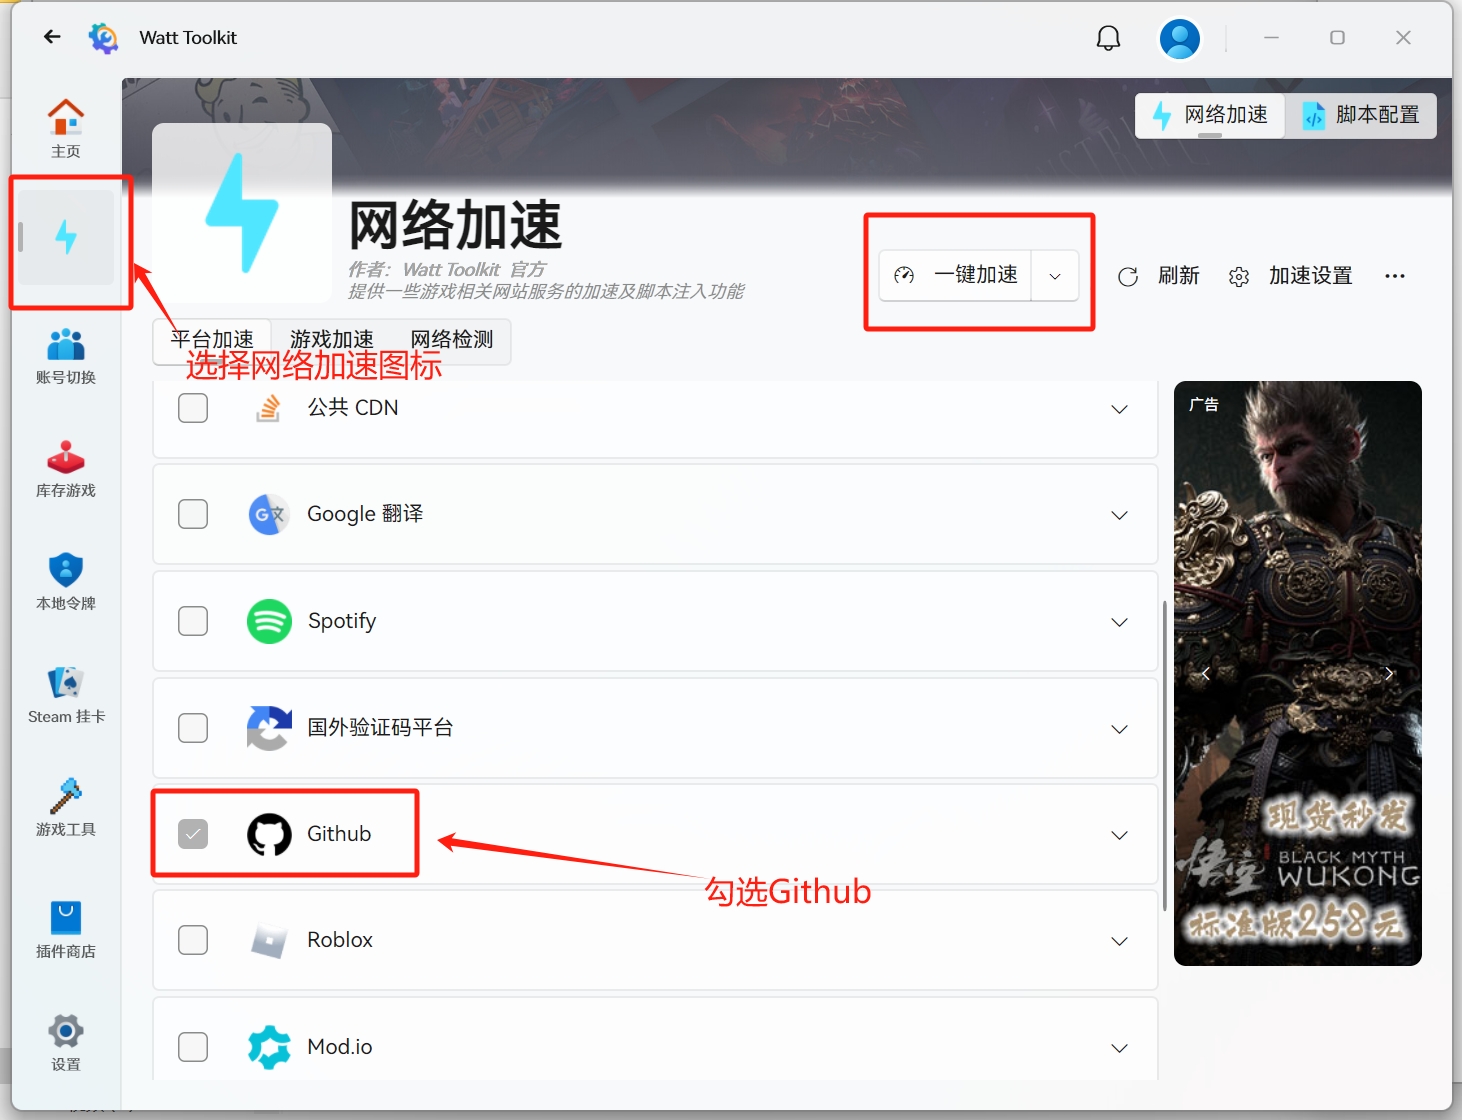 Watt Toolkit
网络加速
脚本配置
主页
网络加速
作者：Watt Toolkit 官方
提供一些游戏相关网站服务的加速及脚本注入功能
一键加速
刷新
加速设置
平台加速
游戏加速
网络检测
选择网络加速图标
账号切换
库存游戏
本地令牌
Steam 挂卡
游戏工具
插件商店
设置
公共 CDN
Google 翻译
Spotify
国外验证码平台
Github
勾选Github
Roblox
Mod.io
广告
现货秒发
悟空
BLACK MYTH
WUKONG
标准版258元